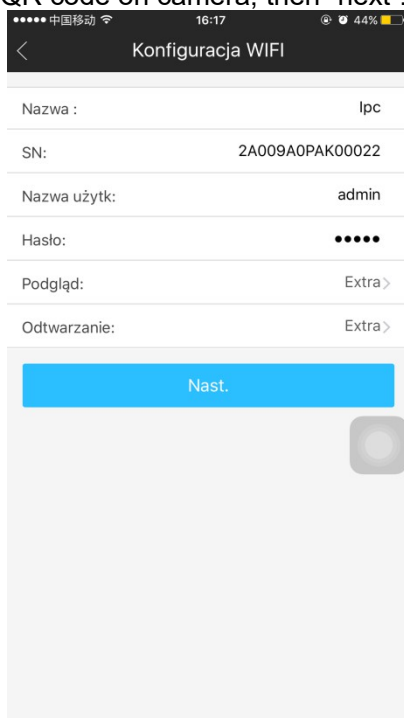 QR code on camera, then "next".
●●●●● 中国移动 16:17 44%
Konfiguracja WIFI
Nazwa : Ipc
SN: 2A009A0PAK00022
Nazwa użytk: admin
Hasło: ●●●●●
Podgląd: Extra
Odtwarzanie: Extra
Nast.